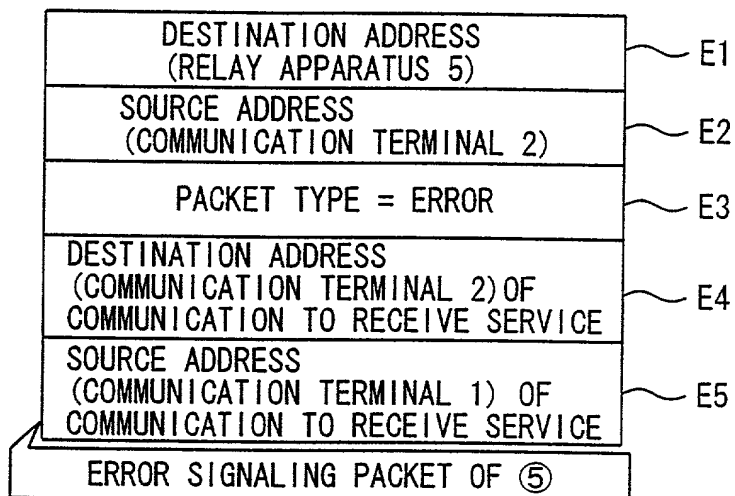 DESTINATION ADDRESS
(RELAY APPARATUS 5)
E1
SOURCE ADDRESS
(COMMUNICATION TERMINAL 2)
E2
PACKET TYPE = ERROR
E3
DESTINATION ADDRESS
(COMMUNICATION TERMINAL 2)OF
COMMUNICATION TO RECEIVE SERVICE
E4
SOURCE ADDRESS
(COMMUNICATION TERMINAL 1) OF
COMMUNICATION TO RECEIVE SERVICE
E5
ERROR SIGNALING PACKET OF ⑤